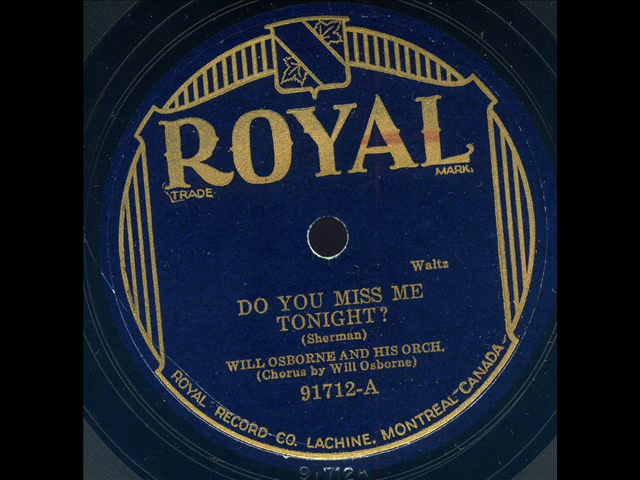 ROYAL
TRADE
MARK.
Waltz
DO YOU MISS ME
TONIGHT?
(Sherman)
WILL OSBORNE AND HIS ORCH.
(Chorus by Will Osborne)
91712-A
ROYAL RECORD CO. LACHINE. MONTREAL-CANADA.